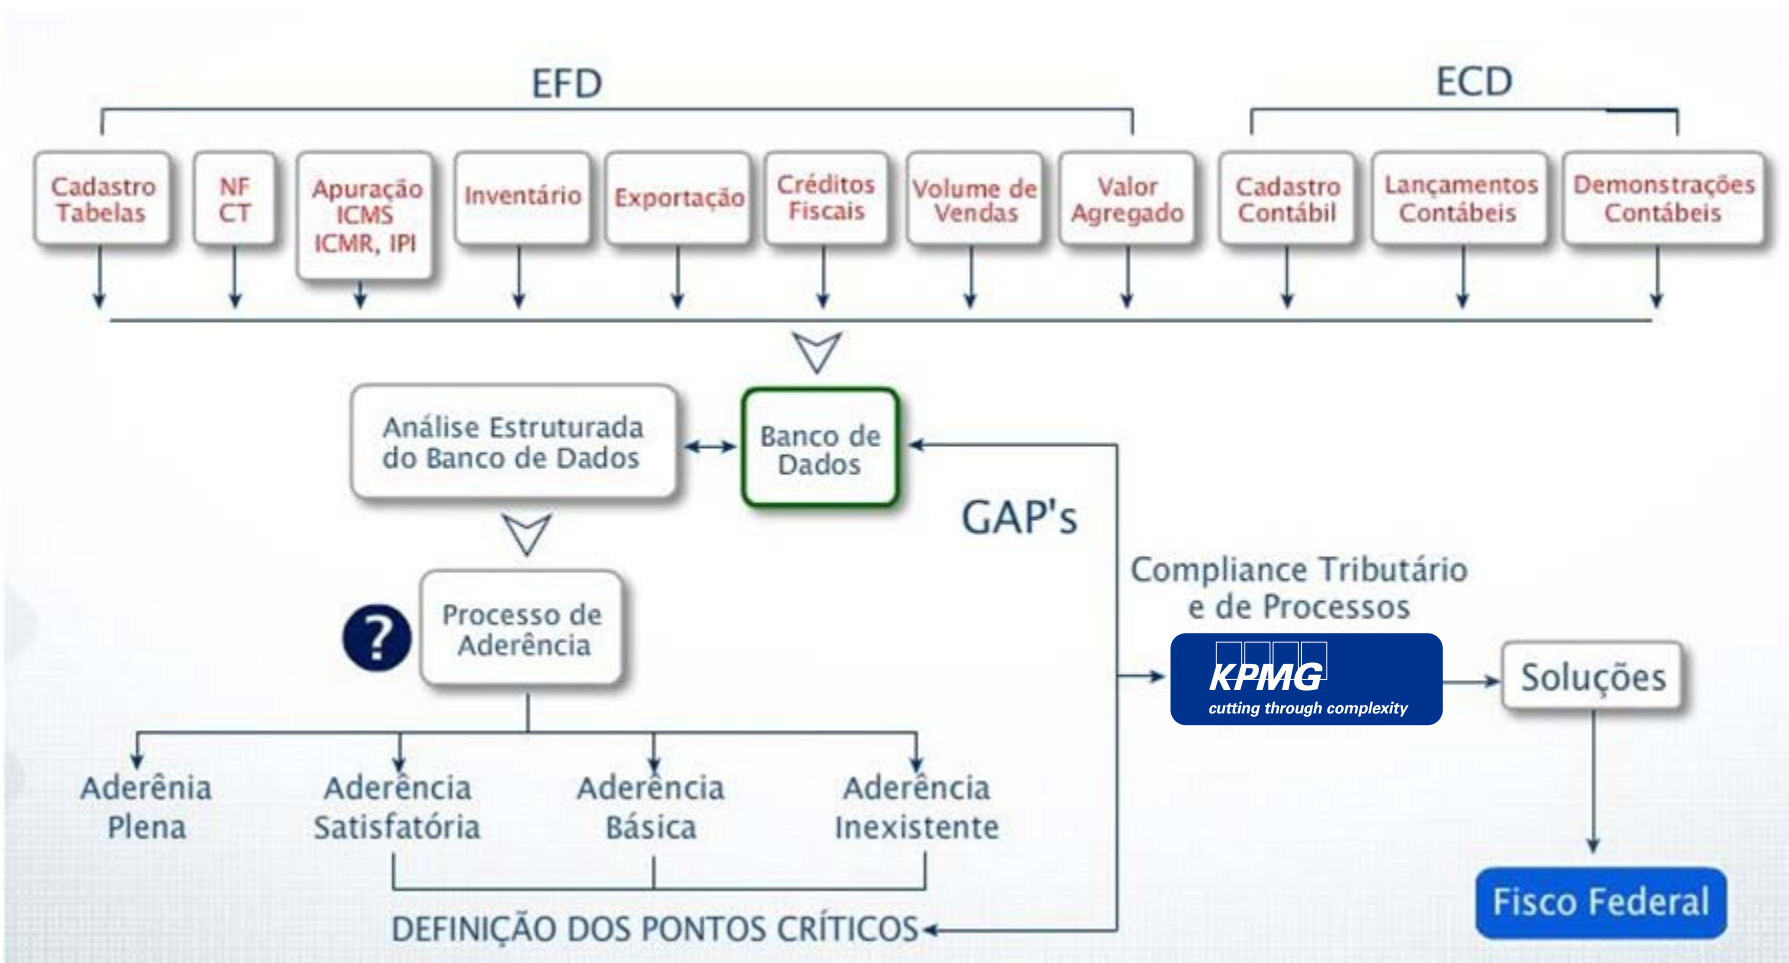 EFD
ECD
Cadastro
Tabelas
NF
CT
Apuração
ICMS
ICMR, IPI
Inventário
Exportação
Créditos
Fiscais
Volume de
Vendas
Valor
Agregado
Cadastro
Contábil
Lançamentos
Contábeis
Demonstrações
Contábeis
Análise Estruturada
do Banco de Dados
Banco de
Dados
GAP's
Compliance Tributário
e de Processos
?
Processo de
Aderência
KPMG
cutting through complexity
Soluções
Aderênia
Plena
Aderência
Satisfatória
Aderência
Básica
Aderência
Inexistente
Fisco Federal
DEFINIÇÃO DOS PONTOS CRÍTICOS